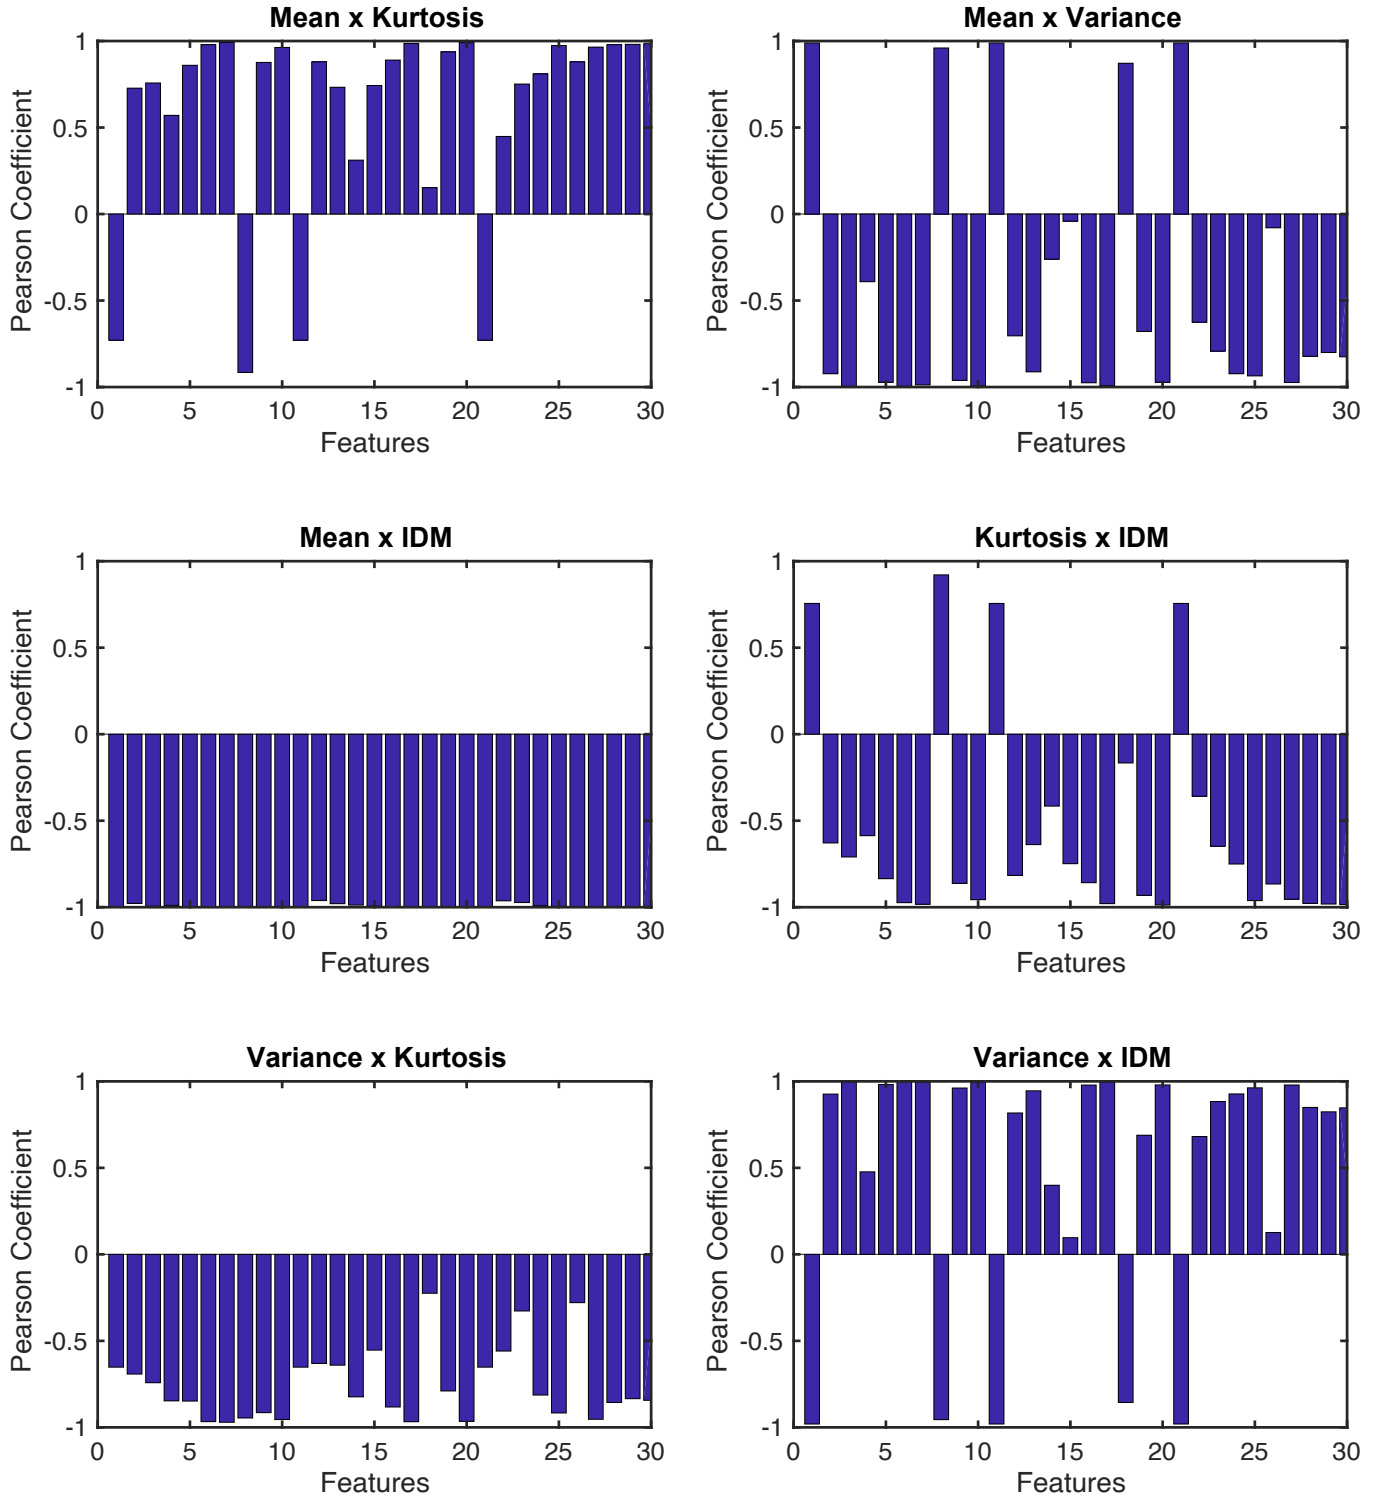 Mean x Kurtosis
1
0.5
0
-0.5
-1
Pearson Coefficient
0 5 10 15 20 25 30
Features
Mean x Variance
1
0.5
0
-0.5
-1
Pearson Coefficient
0 5 10 15 20 25 30
Features
Mean x IDM
1
0.5
0
-0.5
-1
Pearson Coefficient
0 5 10 15 20 25 30
Features
Kurtosis x IDM
1
0.5
0
-0.5
-1
Pearson Coefficient
0 5 10 15 20 25 30
Features
Variance x Kurtosis
1
0.5
0
-0.5
-1
Pearson Coefficient
0 5 10 15 20 25 30
Features
Variance x IDM
1
0.5
0
-0.5
-1
Pearson Coefficient
0 5 10 15 20 25 30
Features